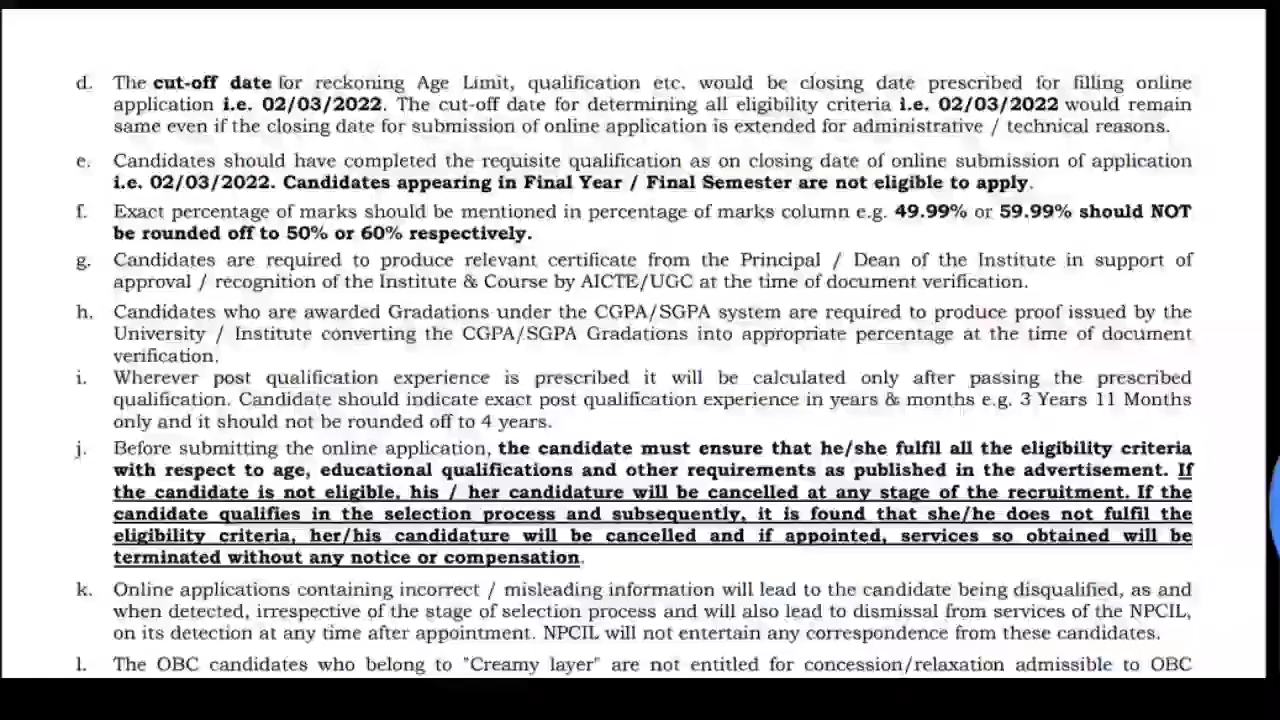 d. The cut-off date for reckoning Age Limit, qualification etc. would be closing date prescribed for filling online
application i.e. 02/03/2022. The cut-off date for determining all eligibility criteria i.e. 02/03/2022 would remain
same even if the closing date for submission of online application is extended for administrative / technical reasons.
e. Candidates should have completed the requisite qualification as on closing date of online submission of application
i.e. 02/03/2022. Candidates appearing in Final Year / Final Semester are not eligible to apply.
f. Exact percentage of marks should be mentioned in percentage of marks column e.g. 49.99% or 59.99% should NOT
be rounded off to 50% or 60% respectively.
g. Candidates are required to produce relevant certificate from the Principal / Dean of the Institute in support of
approval / recognition of the Institute & Course by AICTE/UGC at the time of document verification.
h. Candidates who are awarded Gradations under the CGPA/SGPA system are required to produce proof issued by the
University / Institute converting the CGPA/SGPA Gradations into appropriate percentage at the time of document
verification.
i. Wherever post qualification experience is prescribed it will be calculated only after passing the prescribed
qualification. Candidate should indicate exact post qualification experience in years & months e.g. 3 Years 11 Months
only and it should not be rounded off to 4 years.
j. Before submitting the online application, the candidate must ensure that he/she fulfil all the eligibility criteria
with respect to age, educational qualifications and other requirements as published in the advertisement. If
the candidate is not eligible, his / her candidature will be cancelled at any stage of the recruitment. If the
candidate qualifies in the selection process and subsequently, it is found that she/he does not fulfil the
eligibility criteria, her/his candidature will be cancelled and if appointed, services so obtained will be
terminated without any notice or compensation.
k. Online applications containing incorrect / misleading information will lead to the candidate being disqualified, as and
when detected, irrespective of the stage of selection process and will also lead to dismissal from services of the NPCIL,
on its detection at any time after appointment. NPCIL will not entertain any correspondence from these candidates.
l. The OBC candidates who belong to "Creamy layer" are not entitled for concession/relaxation admissible to OBC